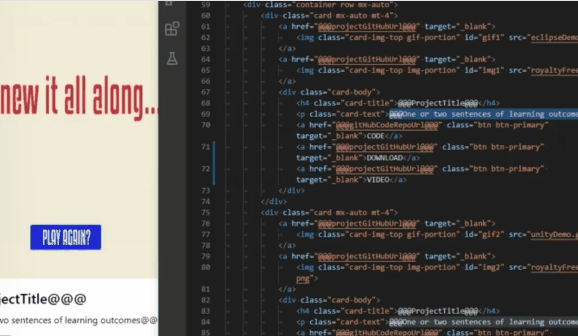 new it all along...
PLAY AGAIN?
jectTitle@@@
wo sentences of learning outcomes@@
59 <div class="container row mx-auto">
60 <div class="card mx-auto mt-4">
61 <a href="@@@projectGitHubUrl@@@" target="_blank">
62 <img class="card-img-top gif-portion" id="gif1" src="eclipseDemo
63 </a>
64 <a href="@@@projectGitHubUrl@@@" target="_blank">
65 <img class="card-img-top gif-portion" id="img1" src="royaltyFree
66 </a>
67 <div class="card-body">
68 <h4 class="card-title">@@@ProjectTitle@@@</h4>
69 <p class="card-text">@@@One or two sentences of learning outcome
70 <a href="@@@gitHubCodeRepoUrl@@@" class="btn btn-primary"
target="_blank">CODE</a>
71 <a href="@@@projectGitHubUrl@@@" class="btn btn-primary"
target="_blank">DOWNLOAD</a>
72 <a href="@@@projectGitHubUrl@@@" class="btn btn-primary"
target="_blank">VIDEO</a>
73 </div>
74 </div>
75 <div class="card mx-auto mt-4">
76 <a href="@@@projectGitHubUrl@@@" target="_blank">
77 <img class="card-img-top gif-portion" id="gif2" src="unityDemo.g
78 </a>
79 <a href="@@@projectGitHubUrl@@@" target="_blank">
80 <img class="card-img-top gif-portion" id="img2" src="royaltyFree
png">
81 </a>
82 <div class="card-body">
83 <h4 class="card-title">@@@ProjectTitle@@@</h4>
84 <p class="card-text">@@@One or two sentences of learning outcome
85 <a href="@@@gitHubCodeRepoUrl@@@" class="btn btn-primary"